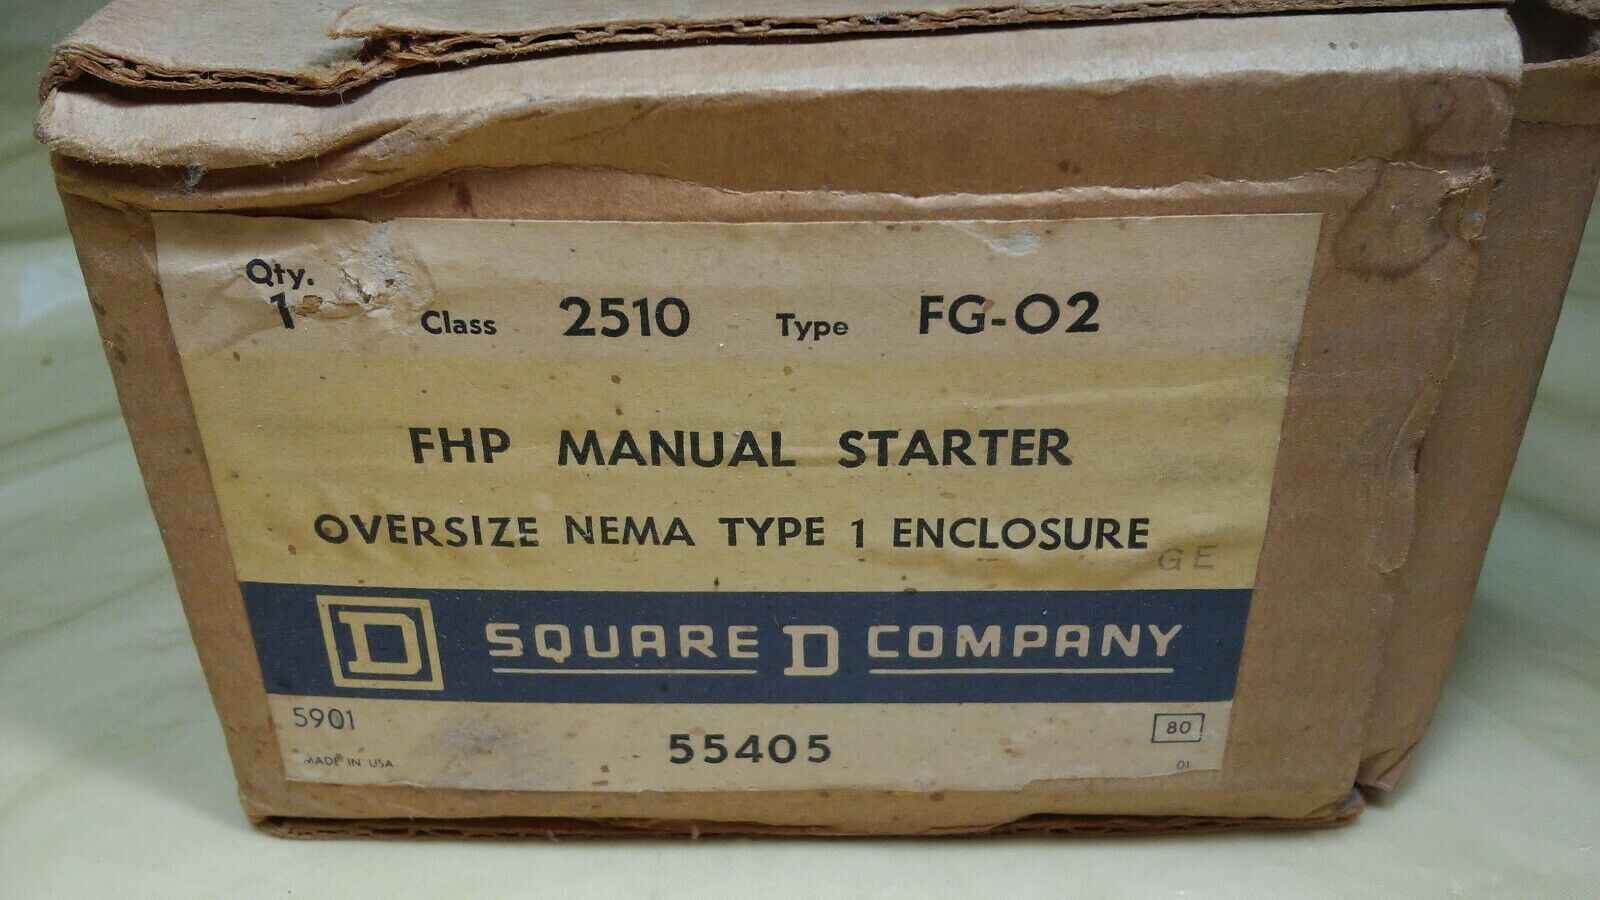 Qty.
1
Class 2510 Type FG-02
FHP MANUAL STARTER
OVERSIZE NEMA TYPE 1 ENCLOSURE
GE
D SQUARE D COMPANY
5901
55405
80
MADE IN USA
01